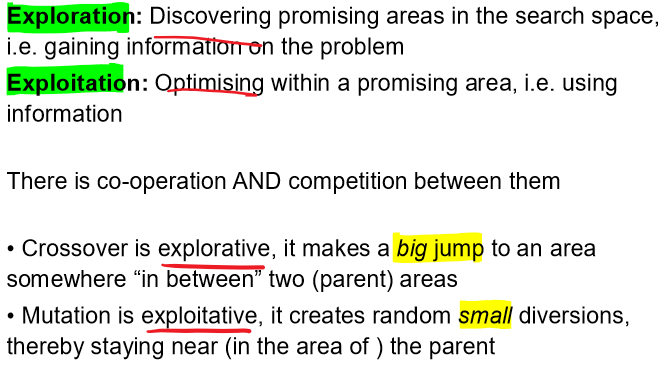 Exploration: Discovering promising areas in the search space,
i.e. gaining information on the problem
Exploitation: Optimising within a promising area, i.e. using
information
There is co-operation AND competition between them
• Crossover is explorative, it makes a big jump to an area
somewhere “in between” two (parent) areas
• Mutation is exploitative, it creates random small diversions,
thereby staying near (in the area of ) the parent